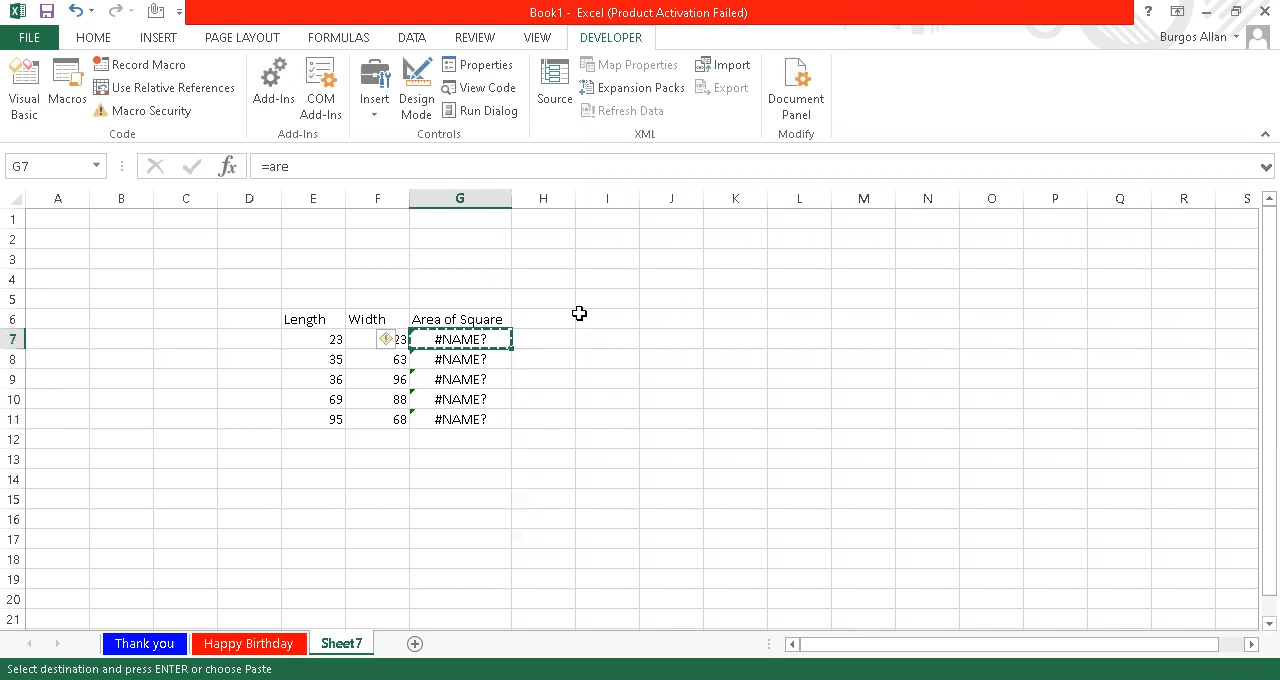 Book1 - Excel (Product Activation Failed)
?
FILE HOME INSERT PAGE LAYOUT FORMULAS DATA REVIEW VIEW DEVELOPER Burgos Allan
Visual Basic
Macros
Record Macro
Use Relative References
Macro Security
Code
Add-Ins
COM Add-Ins
Add-Ins
Insert
Design Mode
Properties
View Code
Run Dialog
Controls
Source
Map Properties
Expansion Packs
Refresh Data
Import
Export
XML
Document Panel
Modify
G7 fx =are
A B C D E F G H I J K L M N O P Q R S
1
2
3
4
5
6 Length Width Area of Square
7 23 23 #NAME?
8 35 63 #NAME?
9 36 96 #NAME?
10 69 88 #NAME?
11 95 68 #NAME?
12
13
14
15
16
17
18
19
20
21
Thank you Happy Birthday Sheet7
Select destination and press ENTER or choose Paste